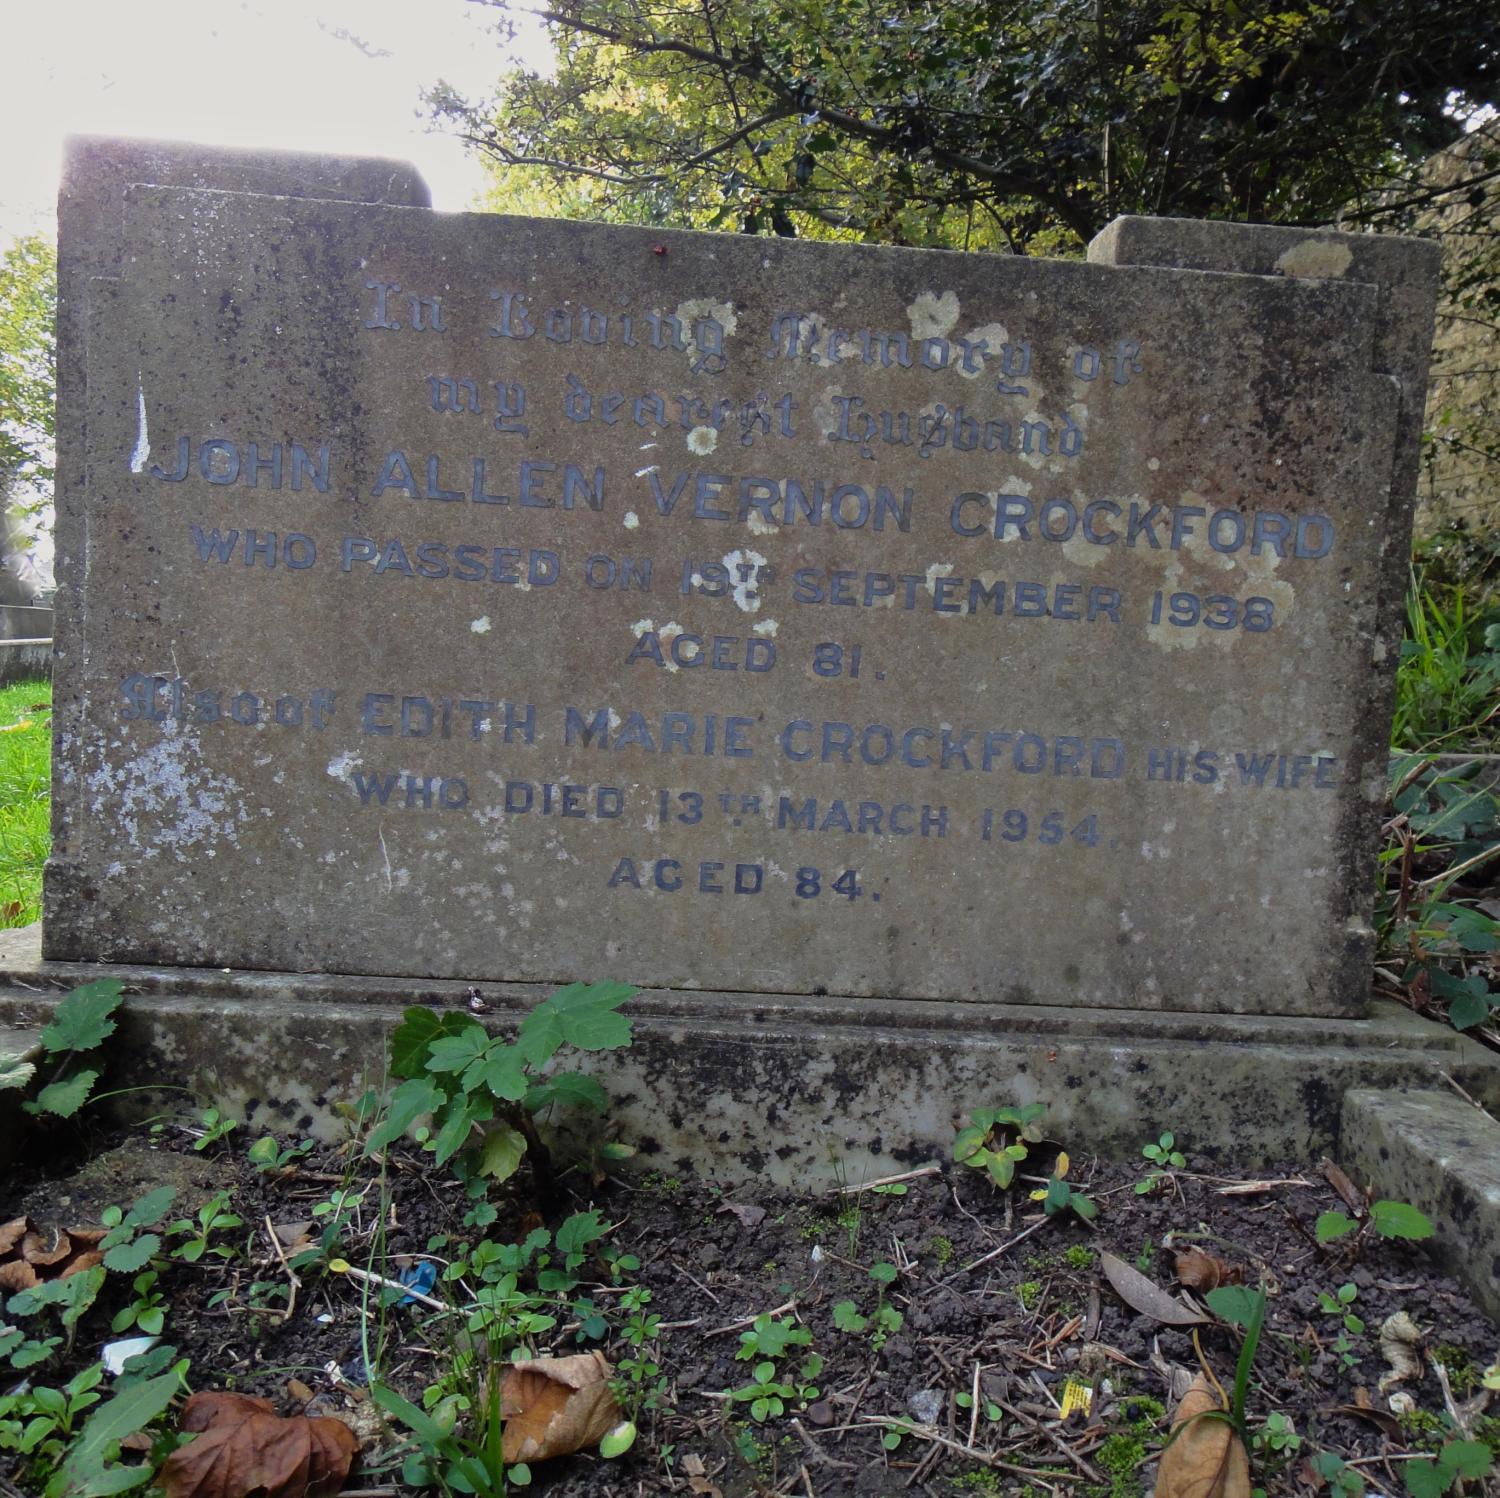 In Loving Memory of
my dearest Husband
JOHN ALLEN VERNON CROCKFORD
WHO PASSED ON 19TH SEPTEMBER 1938
AGED 81.
Also of EDITH MARIE CROCKFORD HIS WIFE
WHO DIED 13TH MARCH 1954.
AGED 84.